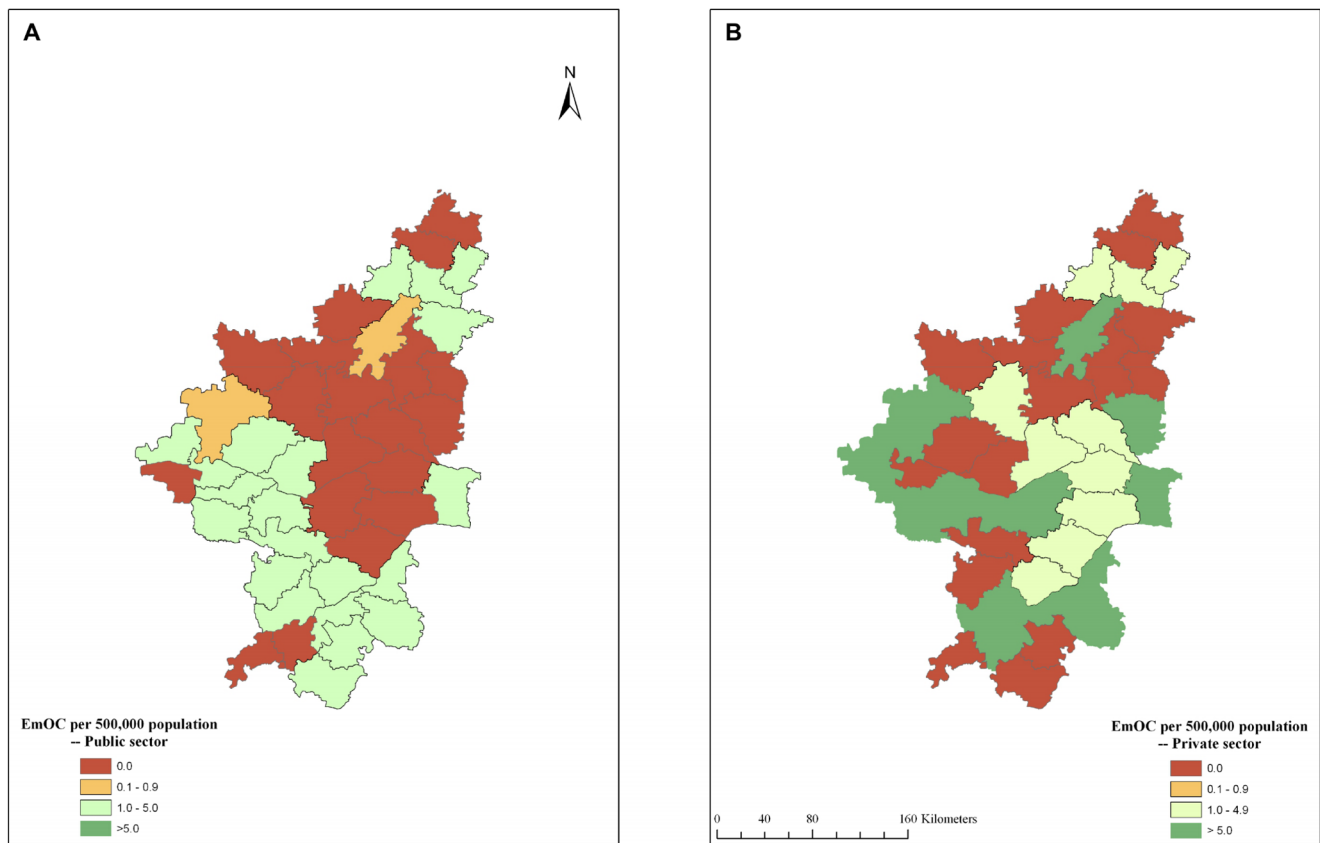 A
N
EmOC per 500,000 population
-- Public sector
0.0
0.1 - 0.9
1.0 - 5.0
>5.0
B
EmOC per 500,000 population
-- Private sector
0.0
0.1 - 0.9
1.0 - 4.9
> 5.0
0 40 80 160 Kilometers